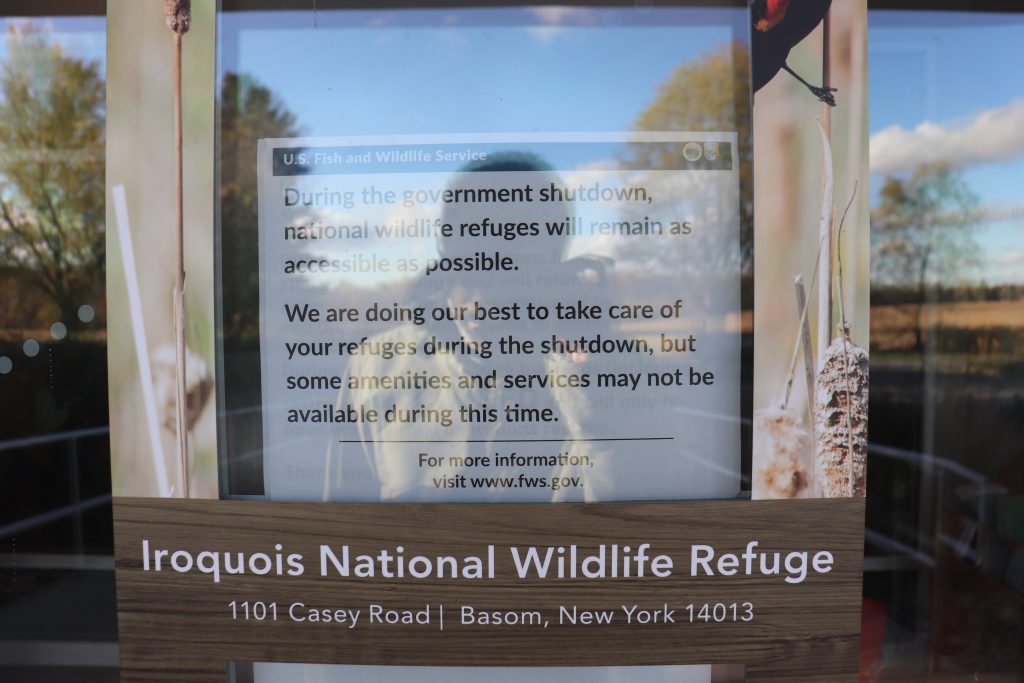 U.S. Fish and Wildlife Service
During the government shutdown,
national wildlife refuges will remain as
accessible as possible.
We are doing our best to take care of
your refuges during the shutdown, but
some amenities and services may not be
available during this time.
For more information,
visit www.fws.gov.
Iroquois National Wildlife Refuge
1101 Casey Road | Basom, New York 14013